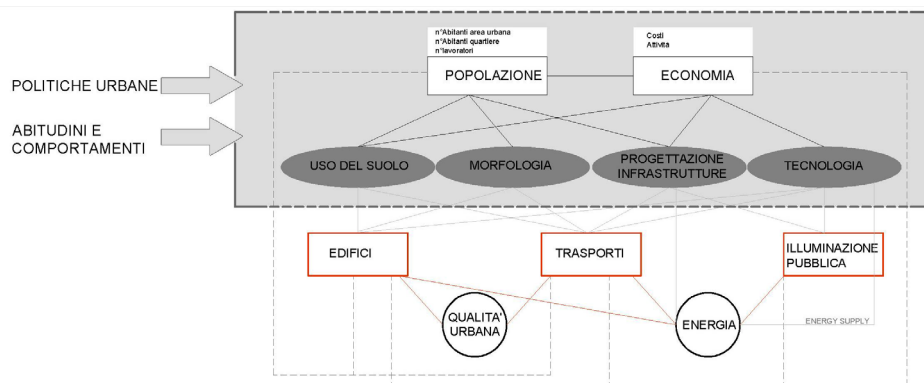 n°Abitanti area urbana
n°Abitanti quartiere
n°lavoratori
Costi
Attività
POPOLAZIONE
ECONOMIA
POLITICHE URBANE
ABITUDINI E
COMPORTAMENTI
USO DEL SUOLO
MORFOLOGIA
PROGETTAZIONE
INFRASTRUTTURE
TECNOLOGIA
EDIFICI
TRASPORTI
ILLUMINAZIONE
PUBBLICA
QUALITA'
URBANA
ENERGIA
ENERGY SUPPLY